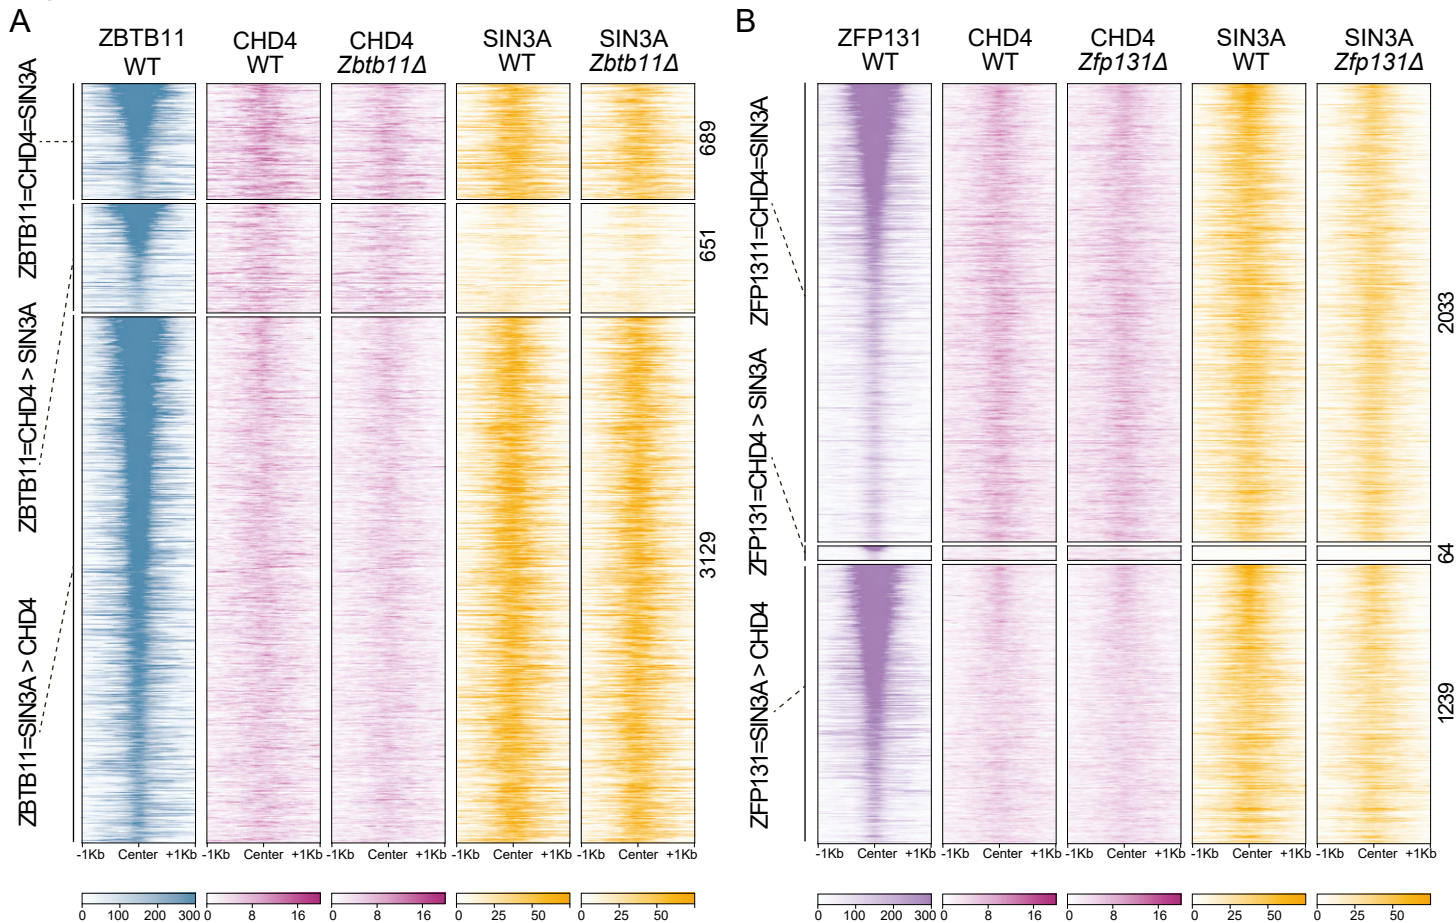 A
ZBTB11
WT
CHD4
WT
CHD4
Zbtb11Δ
SIN3A
WT
SIN3A
Zbtb11Δ
ZBTB11=CHD4=SIN3A
ZBTB11=CHD4 > SIN3A
ZBTB11=SIN3A > CHD4
689
651
3129
-1Kb Center +1Kb
-1Kb Center +1Kb
-1Kb Center +1Kb
-1Kb Center +1Kb
-1Kb Center +1Kb
0 100 200 300
0 8 16
0 8 16
0 25 50
0 25 50
B
ZFP131
WT
CHD4
WT
CHD4
Zfp131Δ
SIN3A
WT
SIN3A
Zfp131Δ
ZFP1311=CHD4=SIN3A
ZFP131=CHD4 > SIN3A
ZFP131=SIN3A > CHD4
2033
64
1239
-1Kb Center +1Kb
-1Kb Center +1Kb
-1Kb Center +1Kb
-1Kb Center +1Kb
-1Kb Center +1Kb
0 100 200 300
0 8 16
0 8 16
0 25 50
0 25 50